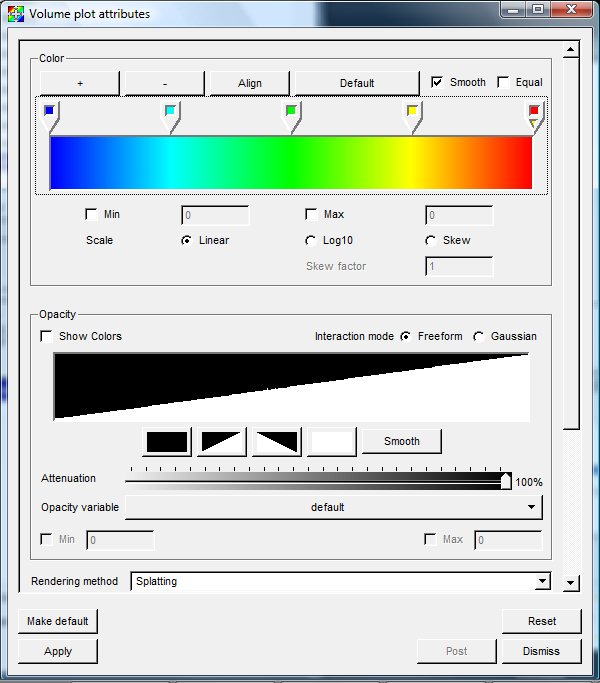 Volume plot attributes
Color
+ - Align Default Smooth Equal
Min 0 Max 0
Scale Linear Log10 Skew
Skew factor 1
Opacity
Show Colors Interaction mode Freeform Gaussian
Smooth
Attenuation 100%
Opacity variable default
Min 0 Max 0
Rendering method Splatting
Make default Reset
Apply Post Dismiss